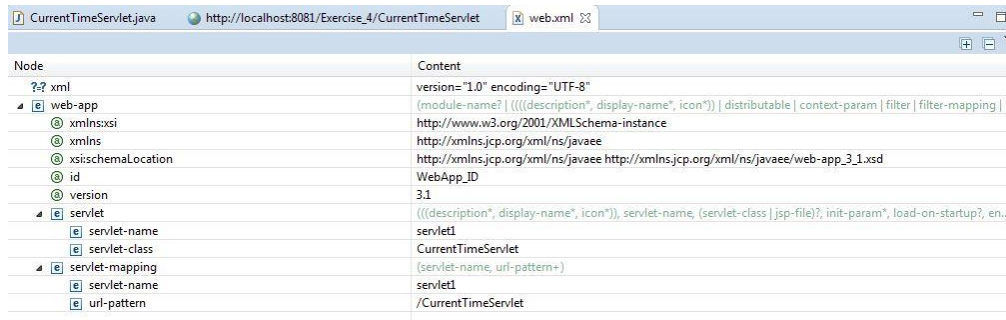 CurrentTimeServlet.java http://localhost:8081/Exercise_4/CurrentTimeServlet web.xml
Node Content
?=? xml version="1.0" encoding="UTF-8"
e web-app (module-name? | ((((description*, display-name*, icon*)) | distributable | context-param | filter | filter-mapping |
a xmlns:xsi http://www.w3.org/2001/XMLSchema-instance
a xmlns http://xmlns.jcp.org/xml/ns/javaee
a xsi:schemaLocation http://xmlns.jcp.org/xml/ns/javaee http://xmlns.jcp.org/xml/ns/javaee/web-app_3_1.xsd
a id WebApp_ID
a version 3.1
e servlet (((description*, display-name*, icon*)), servlet-name, (servlet-class | jsp-file)?, init-param*, load-on-startup?, en...
e servlet-name servlet1
e servlet-class CurrentTimeServlet
e servlet-mapping (servlet-name, url-pattern+)
e servlet-name servlet1
e url-pattern /CurrentTimeServlet